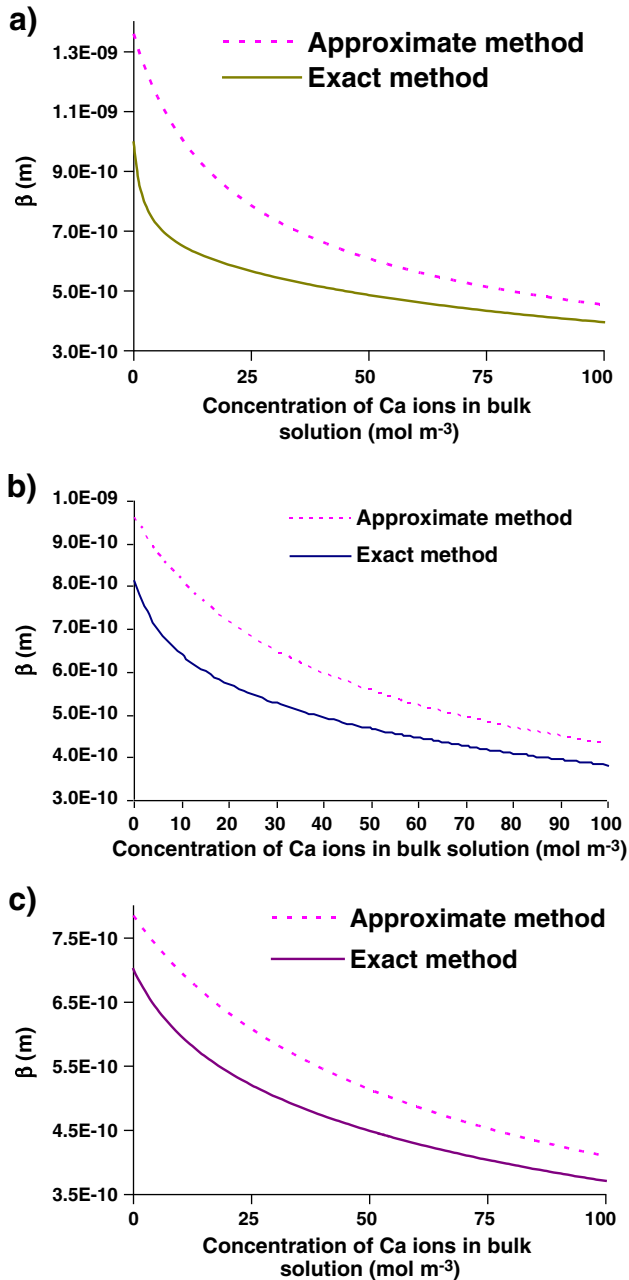 a)
Approximate method
Exact method
1.3E-09
1.1E-09
9.0E-10
7.0E-10
5.0E-10
3.0E-10
β (m)
0 25 50 75 100
Concentration of Ca ions in bulk
solution (mol m-3)
b)
Approximate method
Exact method
1.0E-09
9.0E-10
8.0E-10
7.0E-10
6.0E-10
5.0E-10
4.0E-10
3.0E-10
β (m)
0 10 20 30 40 50 60 70 80 90 100
Concentration of Ca ions in bulk solution (mol m-3)
c)
Approximate method
Exact method
7.5E-10
6.5E-10
5.5E-10
4.5E-10
3.5E-10
β (m)
0 25 50 75 100
Concentration of Ca ions in bulk
solution (mol m-3)